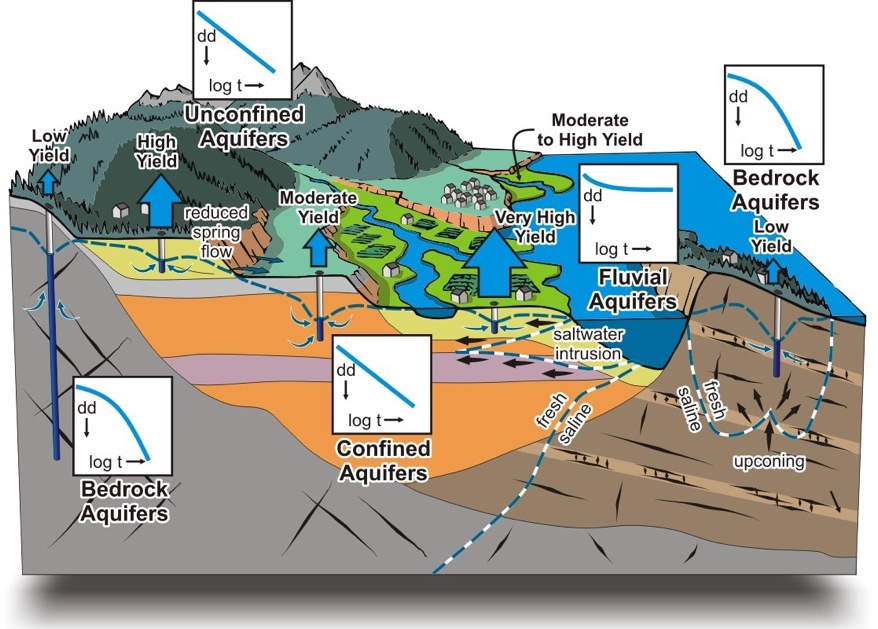 dd
log t
Unconfined
Aquifers
Low
Yield
High
Yield
reduced
spring
flow
Moderate
Yield
Moderate
to High Yield
Very High
Yield
dd
log t
Fluvial
Aquifers
dd
log t
Bedrock
Aquifers
Low
Yield
saltwater
intrusion
dd
log t
Confined
Aquifers
dd
log t
Bedrock
Aquifers
fresh
saline
fresh
saline
upconing